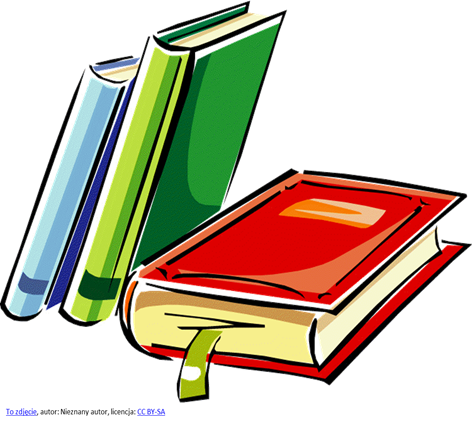 To zdjęcie, autor: Nieznany autor, licencja: CC BY-SA